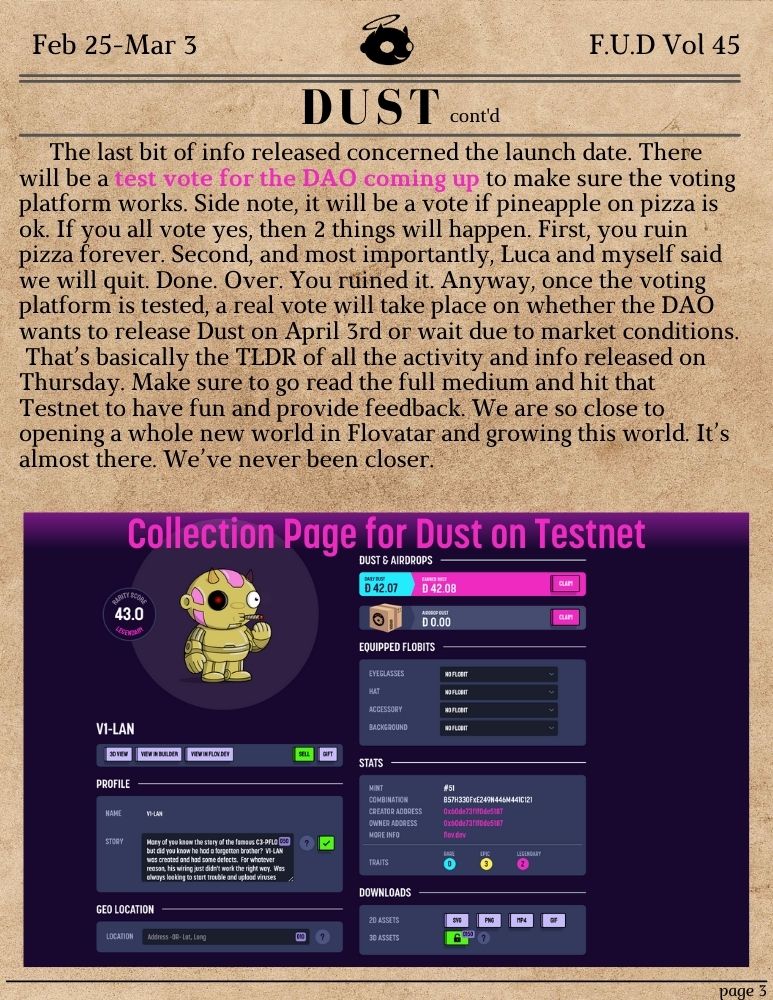 Feb 25-Mar 3
F.U.D Vol 45
DUST cont'd
The last bit of info released concerned the launch date. There
will be a test vote for the DAO coming up to make sure the voting
platform works. Side note, it will be a vote if pineapple on pizza is
ok. If you all vote yes, then 2 things will happen. First, you ruin
pizza forever. Second, and most importantly, Luca and myself said
we will quit. Done. Over. You ruined it. Anyway, once the voting
platform is tested, a real vote will take place on whether the DAO
wants to release Dust on April 3rd or wait due to market conditions.
That's basically the TLDR of all the activity and info released on
Thursday. Make sure to go read the full medium and hit that
Testnet to have fun and provide feedback. We are so close to
opening a whole new world in Flovatar and growing this world. It's
almost there. We've never been closer.
Collection Page for Dust on Testnet
RARITY SCORE
43.0
LEGENDARY
V1-LAN
3D VIEW
VIEW IN BUILDER
VIEW IN FLOV.DEV
SELL
GIFT
PROFILE
NAME
V1-LAN
STORY
Many of you know the story of the famous C3-PFLO
but did you know he had a forgotten brother? V1-LAN
was created and had some defects. For whatever
reason, his wiring just didn't work the right way. Was
always looking to start trouble and upload viruses
?
GEO LOCATION
LOCATION
Address -OR- Lat, Long
?
DUST & AIRDROPS
DAILY DUST
Đ 42.07
EARNED DUST
Đ 42.08
CLAIM
AIRDROP DUST
Đ 0.00
CLAIM
EQUIPPED FLOBITS
EYEGLASSES
NO FLOBIT
HAT
NO FLOBIT
ACCESSORY
NO FLOBIT
BACKGROUND
NO FLOBIT
STATS
MINT
#51
COMBINATION
CREATOR ADDRESS
OWNER ADDRESS
MORE INFO
flov.dev
TRAITS
RARE
0
EPIC
3
LEGENDARY
2
DOWNLOADS
2D ASSETS
SVG
PNG
MP4
GIF
3D ASSETS
?
page 3